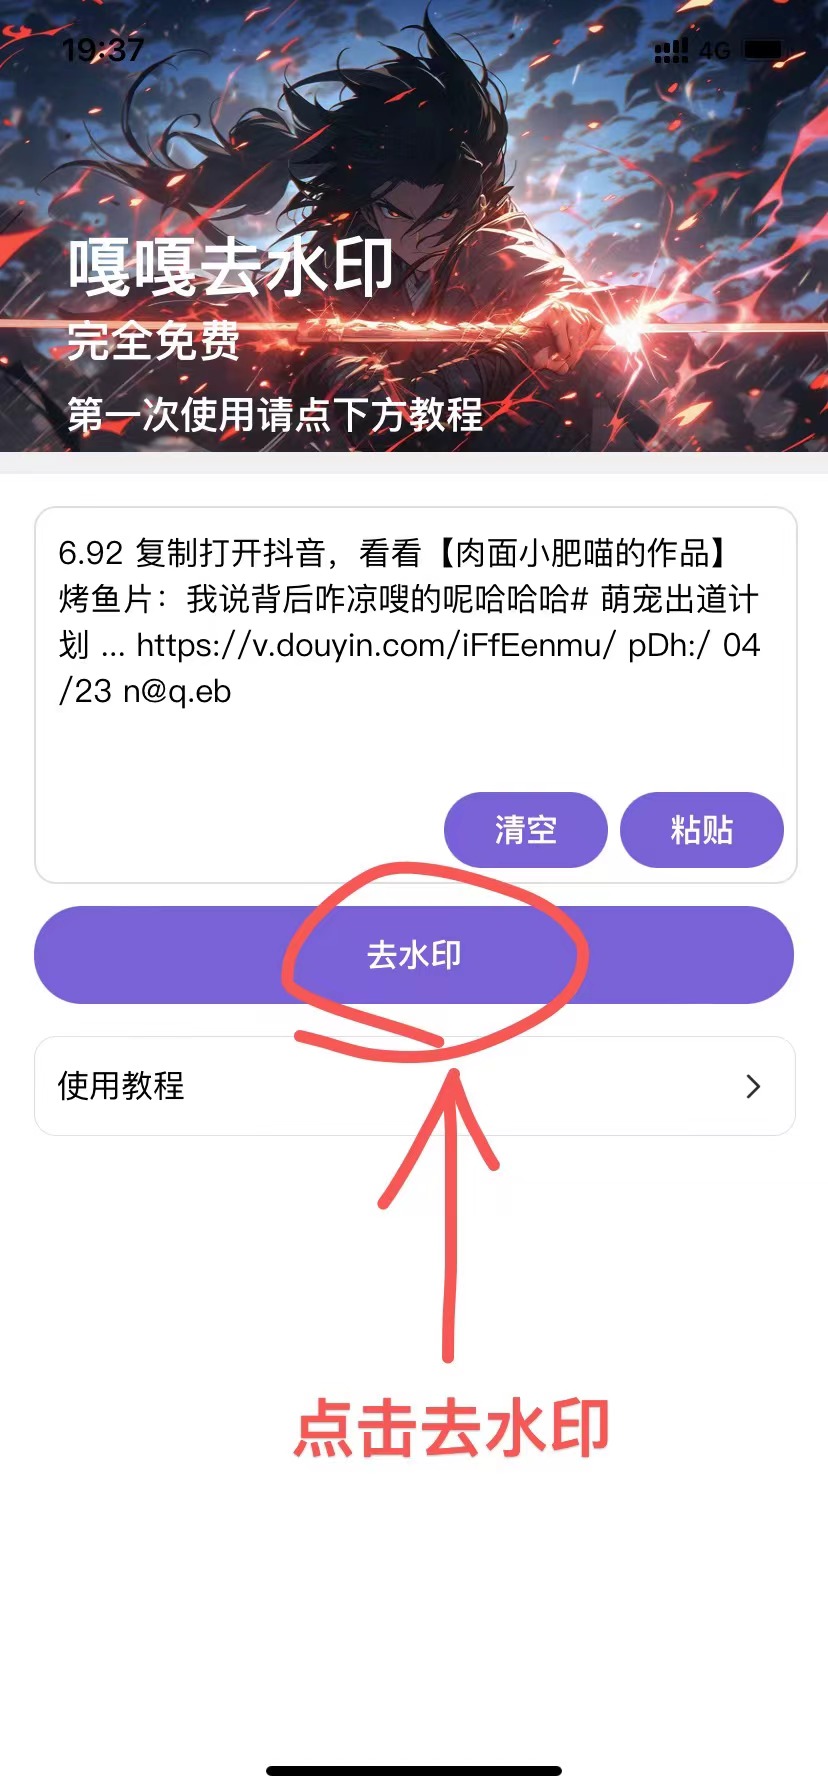 19:37
4G
嘎嘎去水印
完全免费
第一次使用请点下方教程
6.92 复制打开抖音，看看【肉面小肥喵的作品】
烤鱼片：我说背后咋凉嗖的呢哈哈哈# 萌宠出道计
划 ... https://v.douyin.com/iFfEenmu/ pDh:/ 04
/23 n@q.eb
清空 粘贴
去水印
使用教程
点击去水印